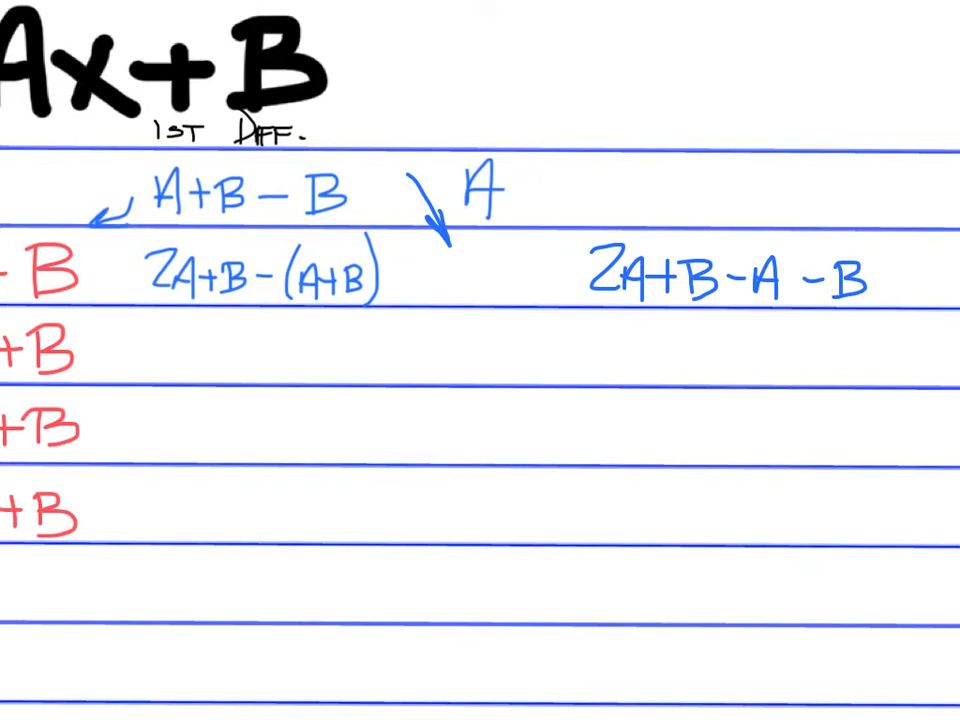 Ax+B
1ST DIFF.
A+B-B A
-B 2A+B-(A+B) 2A+B-A-B
+B
+B
+B